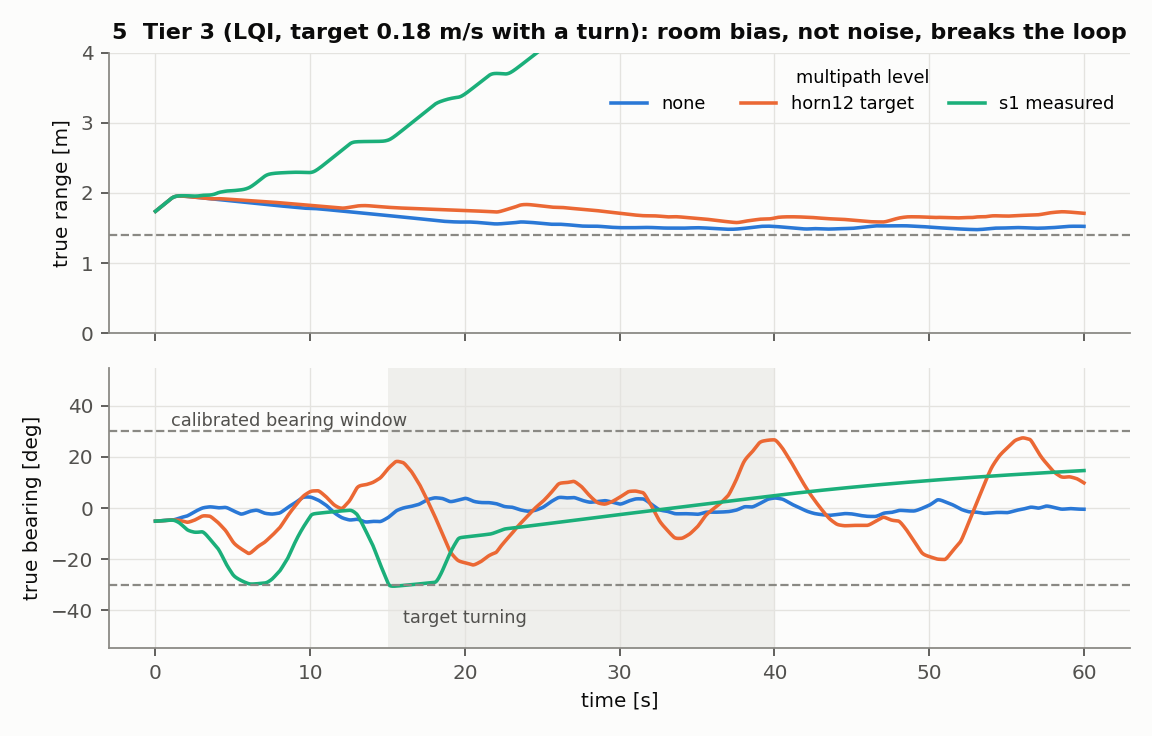 5 Tier 3 (LQI, target 0.18 m/s with a turn): room bias, not noise, breaks the loop
true range [m]
4
3
2
1
0
multipath level
none horn12 target s1 measured
true bearing [deg]
40
20
0
−20
−40
calibrated bearing window
target turning
0 10 20 30 40 50 60
time [s]